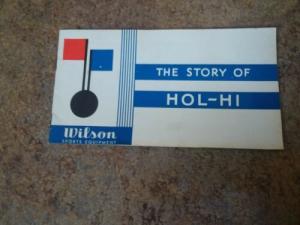 THE STORY OF
HOL-HI
Wilson
SPORTS EQUIPMENT